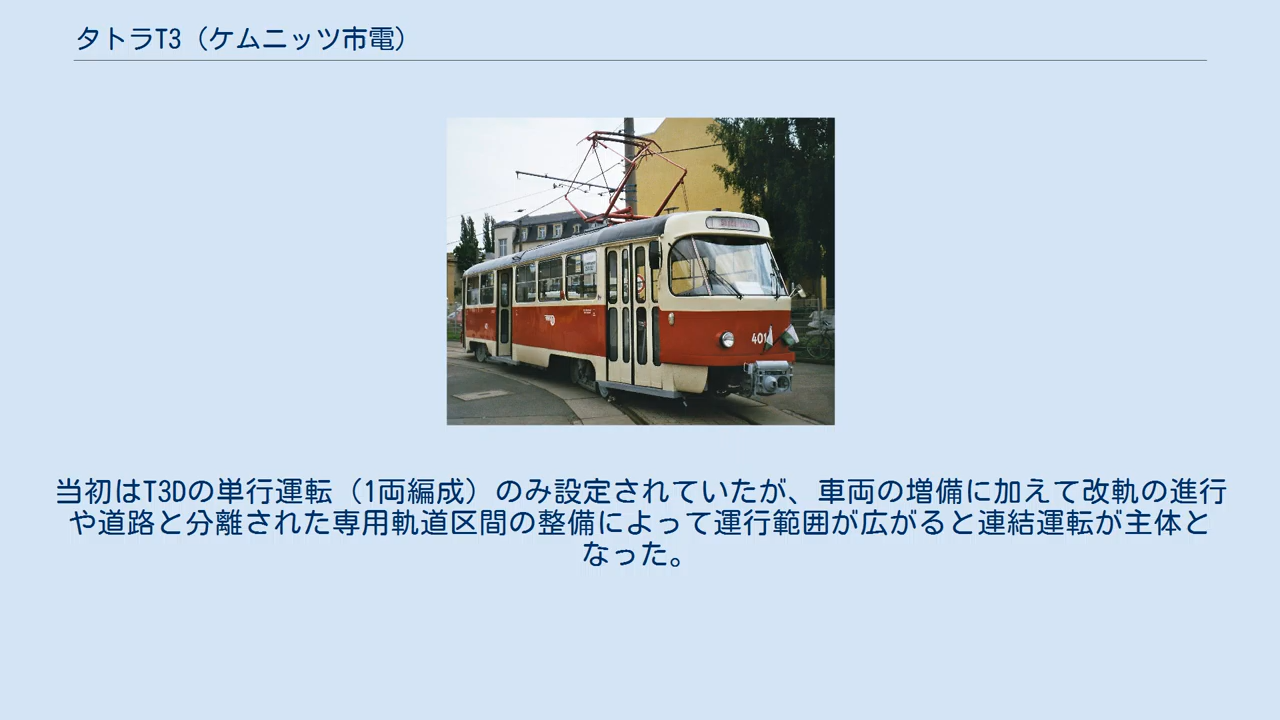 タトラT3（ケムニッツ市電）
401
当初はT3Dの単行運転（1両編成）のみ設定されていたが、車両の増備に加えて改軌の進行
や道路と分離された専用軌道区間の整備によって運行範囲が広がると連結運転が主体と
なった。